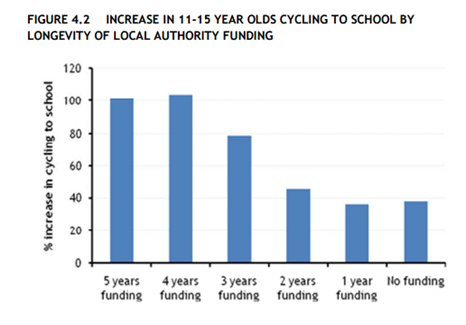 FIGURE 4.2 INCREASE IN 11-15 YEAR OLDS CYCLING TO SCHOOL BY
LONGEVITY OF LOCAL AUTHORITY FUNDING
% increase in cycling to school
120
100
80
60
40
20
0
5 years funding
4 years funding
3 years funding
2 years funding
1 year funding
No funding